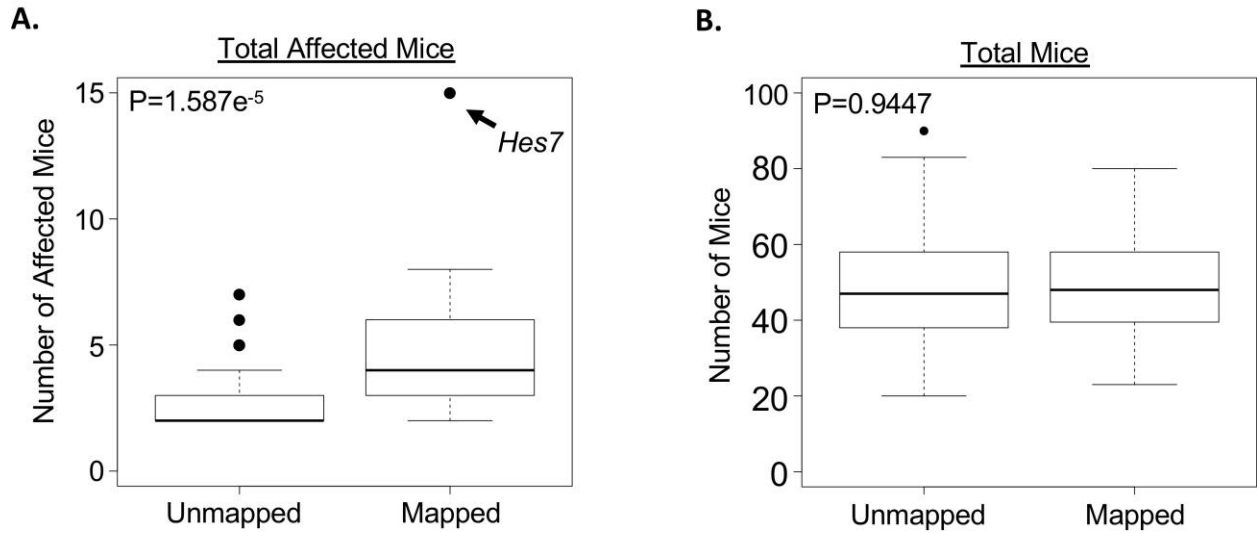 A.
Total Affected Mice
P=1.587e⁻⁵
Hes7
Number of Affected Mice
15
10
5
0
Unmapped
Mapped
B.
Total Mice
P=0.9447
Number of Mice
100
80
60
40
20
0
Unmapped
Mapped